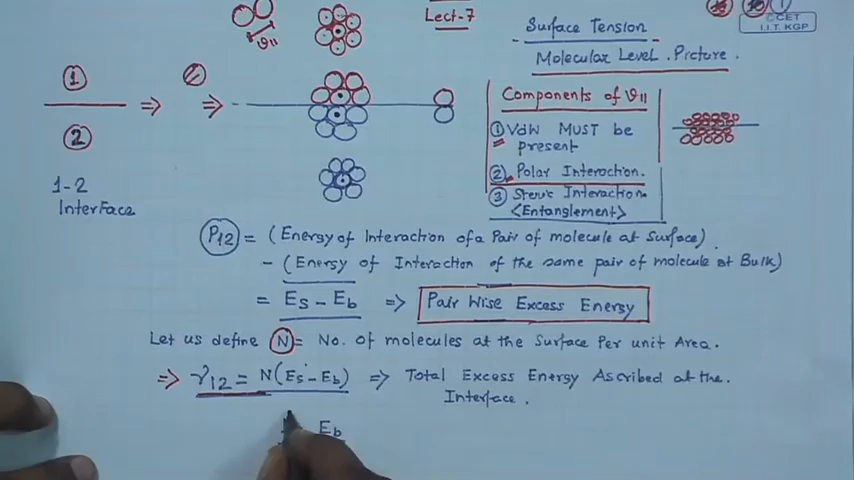 Lect-7
Surface Tension
Molecular Level Picture
© CET
I.I.T. KGP
ϑ11
1
2
1-2
InterFace
Components of ϑ11
① VdW MUST be
present
② Polar Interaction.
③ Steric Interaction
<Entanglement>
P12 = (Energy of Interaction of a Pair of molecule at Surface).
- (Energy of Interaction of the same pair of molecule at Bulk)
= Es - Eb => Pair Wise Excess Energy
Let us define N = No. of molecules at the Surface Per unit Area.
=> γ12 = N(Es - Eb) => Total Excess Energy Ascribed at the
Interface.
Eb